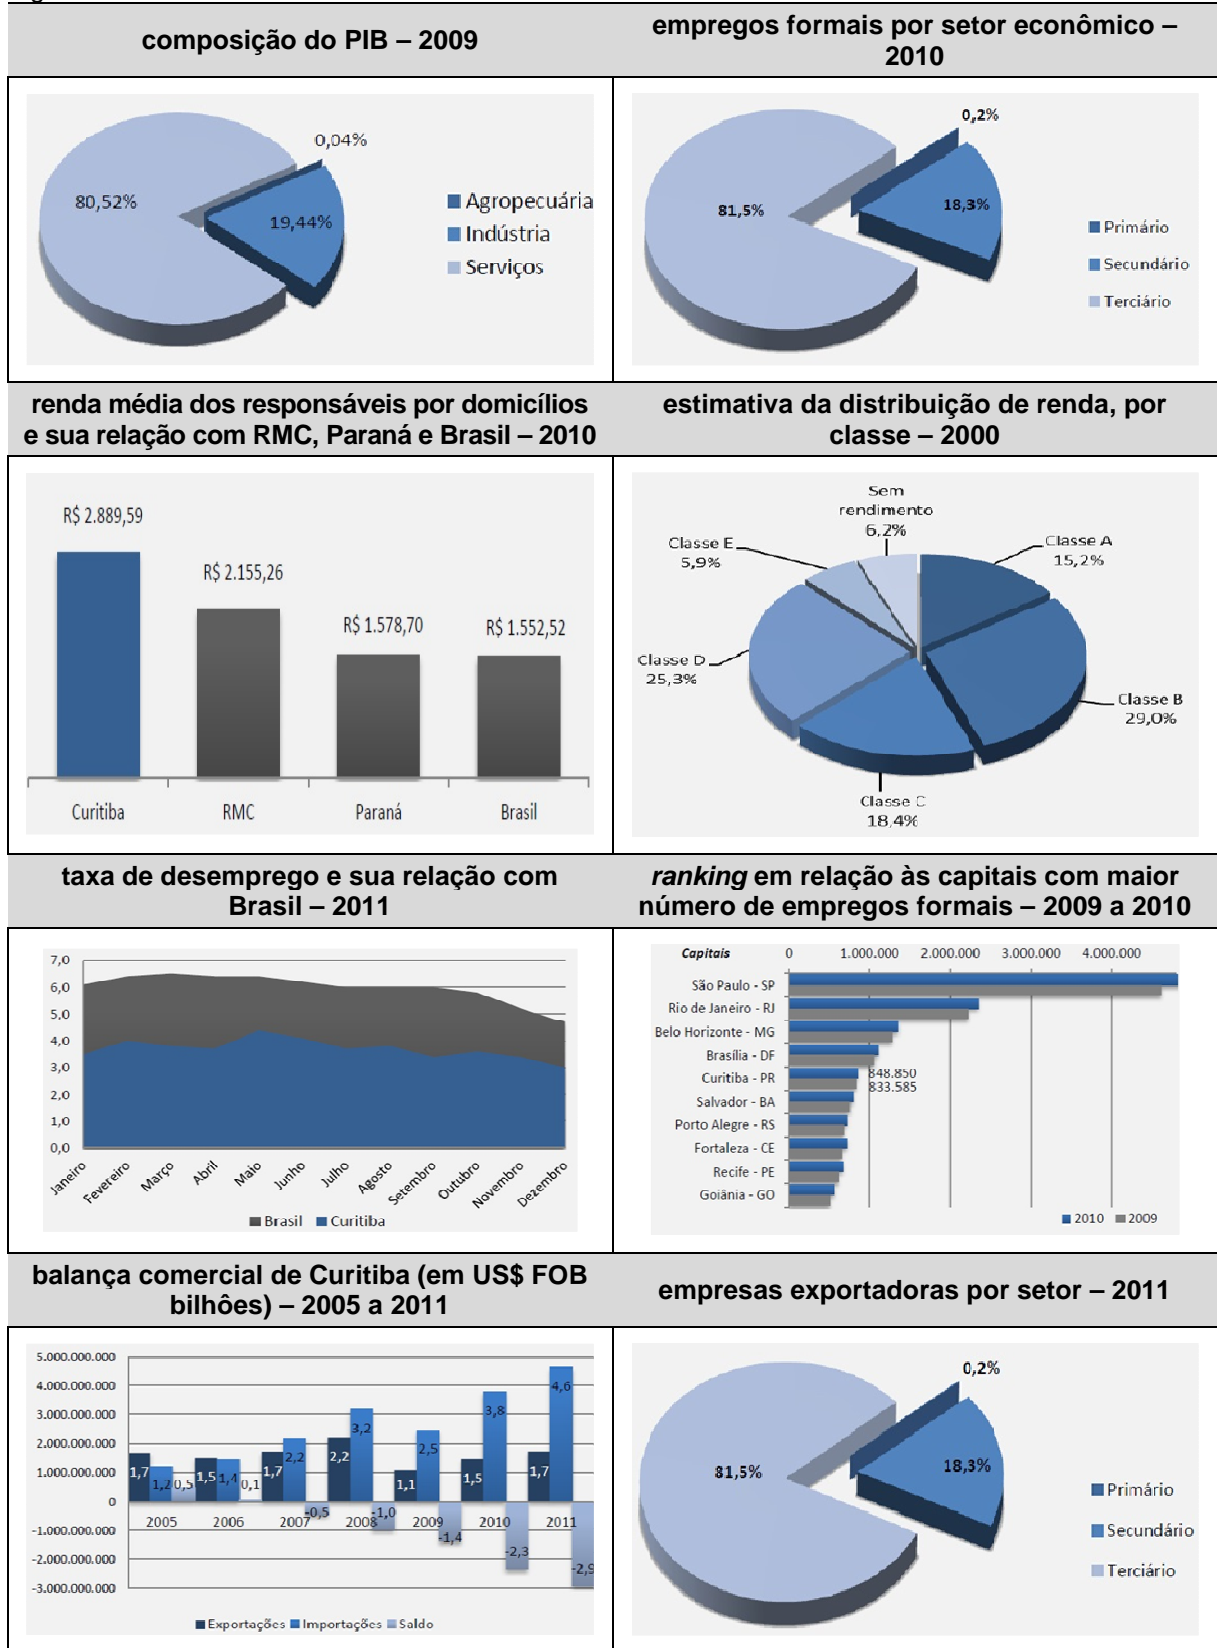 composição do PIB – 2009
empregos formais por setor econômico –
2010
0,04%
80,52%
19,44%
Agropecuária
Indústria
Serviços
0,2%
81,5%
18,3%
Primário
Secundário
Terciário
renda média dos responsáveis por domicílios
e sua relação com RMC, Paraná e Brasil – 2010
estimativa da distribuição de renda, por
classe – 2000
R$ 2.889,59
R$ 2.155,26
R$ 1.578,70
R$ 1.552,52
Curitiba
RMC
Paraná
Brasil
Sem
rendimento
6,2%
Classe E
5,9%
Classe A
15,2%
Classe D
25,3%
Classe B
29,0%
Classe C
18,4%
taxa de desemprego e sua relação com
Brasil – 2011
ranking em relação às capitais com maior
número de empregos formais – 2009 a 2010
7,0
6,0
5,0
4,0
3,0
2,0
1,0
0,0
Janeiro
Fevereiro
Março
Abril
Maio
Junho
Julho
Agosto
Setembro
Outubro
Novembro
Dezembro
Brasil Curitiba
Capitais 0 1.000.000 2.000.000 3.000.000 4.000.000
São Paulo - SP
Rio de Janeiro - RJ
Belo Horizonte - MG
Brasília - DF
Curitiba - PR 848.850
833.585
Salvador - BA
Porto Alegre - RS
Fortaleza - CE
Recife - PE
Goiânia - GO
2010 2009
balança comercial de Curitiba (em US$ FOB
bilhôes) – 2005 a 2011
empresas exportadoras por setor – 2011
5.000.000.000
4.000.000.000
3.000.000.000
2.000.000.000
1.000.000.000
0
-1.000.000.000
-2.000.000.000
-3.000.000.000
1,7 1,2 0,5
1,5 1,4 0,1
1,7 2,2 -0,5
2,2 3,2 -1,0
1,1 2,5 -1,4
1,5 3,8 -2,3
1,7 4,6 -2,9
2005 2006 2007 2008 2009 2010 2011
Exportações Importações Saldo
0,2%
81,5%
18,3%
Primário
Secundário
Terciário